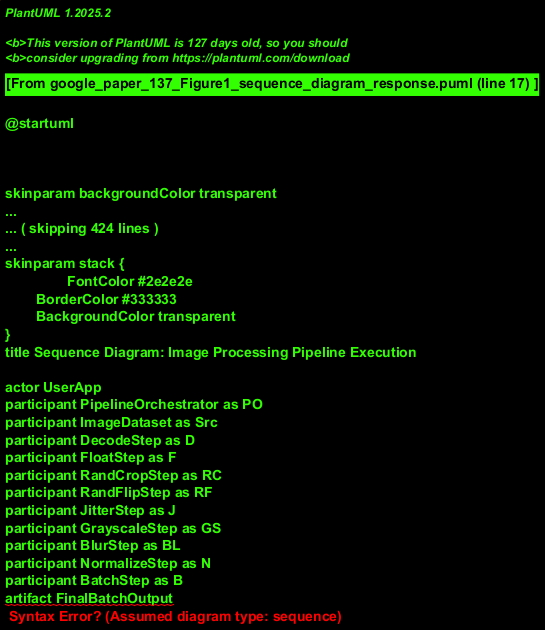 PlantUML 1.2025.2
<b>This version of PlantUML is 127 days old, so you should
<b>consider upgrading from https://plantuml.com/download
[From google_paper_137_Figure1_sequence_diagram_response.puml (line 17) ]
@startuml
skinparam backgroundColor transparent
...
... ( skipping 424 lines )
...
skinparam stack {
FontColor #2e2e2e
BorderColor #333333
BackgroundColor transparent
}
title Sequence Diagram: Image Processing Pipeline Execution
actor UserApp
participant PipelineOrchestrator as PO
participant ImageDataset as Src
participant DecodeStep as D
participant FloatStep as F
participant RandCropStep as RC
participant RandFlipStep as RF
participant JitterStep as J
participant GrayscaleStep as GS
participant BlurStep as BL
participant NormalizeStep as N
participant BatchStep as B
artifact FinalBatchOutput
Syntax Error? (Assumed diagram type: sequence)